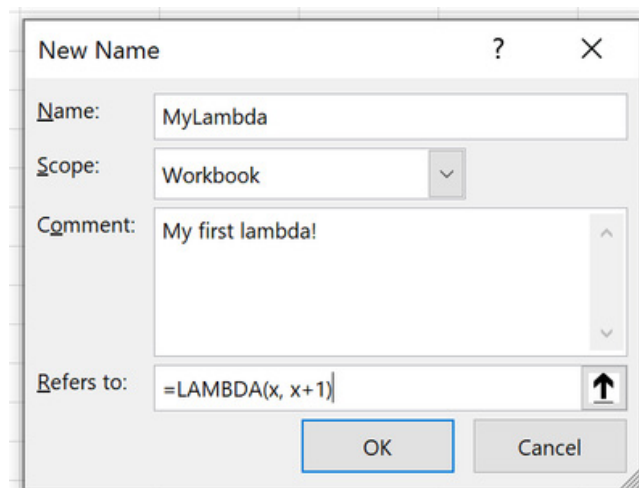 New Name ?
Name: MyLambda
Scope: Workbook
Comment: My first lambda!
Refers to: =LAMBDA(x, x+1)
OK Cancel